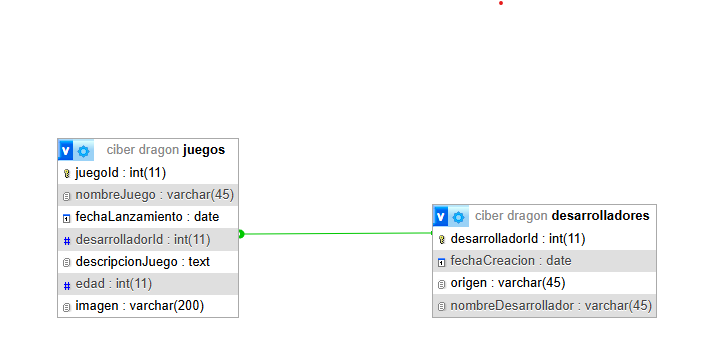 ciber dragon juegos
juegoId : int(11)
nombreJuego : varchar(45)
fechaLanzamiento : date
desarrolladorId : int(11)
descripcionJuego : text
edad : int(11)
imagen : varchar(200)
ciber dragon desarrolladores
desarrolladorId : int(11)
fechaCreacion : date
origen : varchar(45)
nombreDesarrollador : varchar(45)